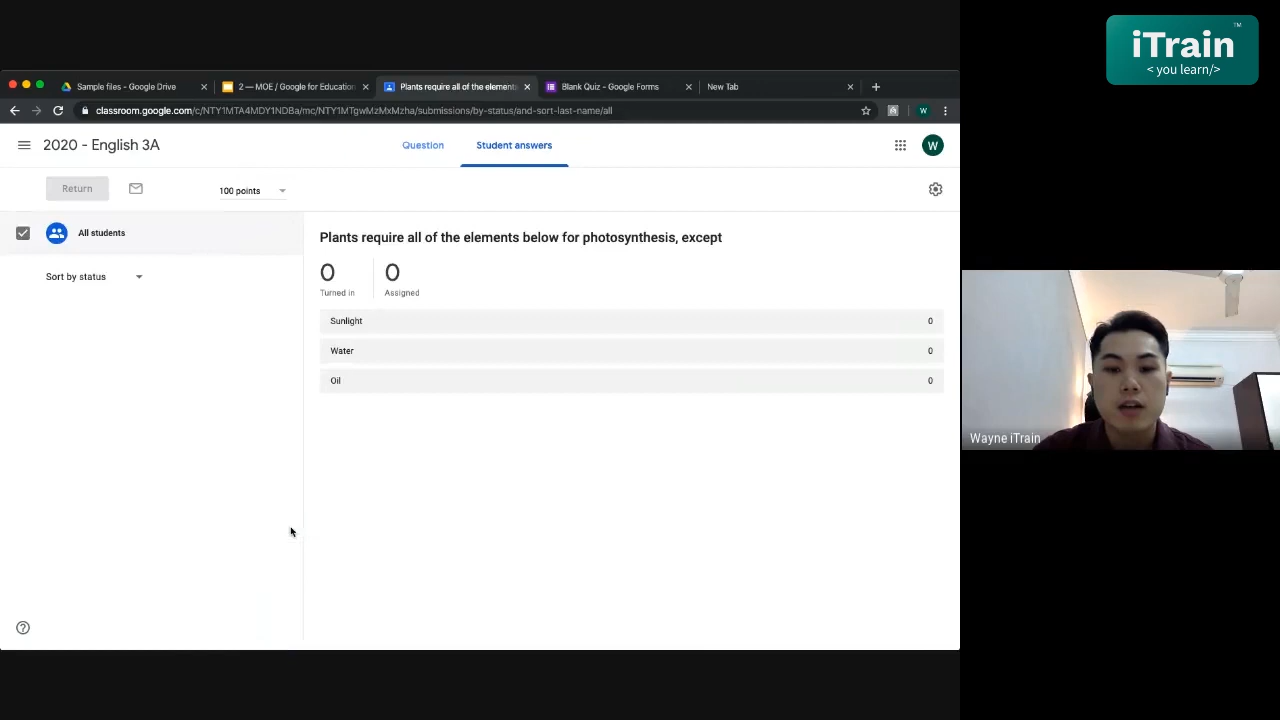 iTrain
TM
< you learn/>
Sample files - Google Drive
2 — MOE / Google for Education
Plants require all of the elements
Blank Quiz - Google Forms
New Tab
classroom.google.com/c/NTY1MTA4MDY1NDBa/mc/NTY1MTgwMzMxMzha/submissions/by-status/and-sort-last-name/all
W
2020 - English 3A
Question
Student answers
W
Return
100 points
All students
Sort by status
Plants require all of the elements below for photosynthesis, except
0
0
Turned in
Assigned
Sunlight
0
Water
0
Oil
0
Wayne iTrain